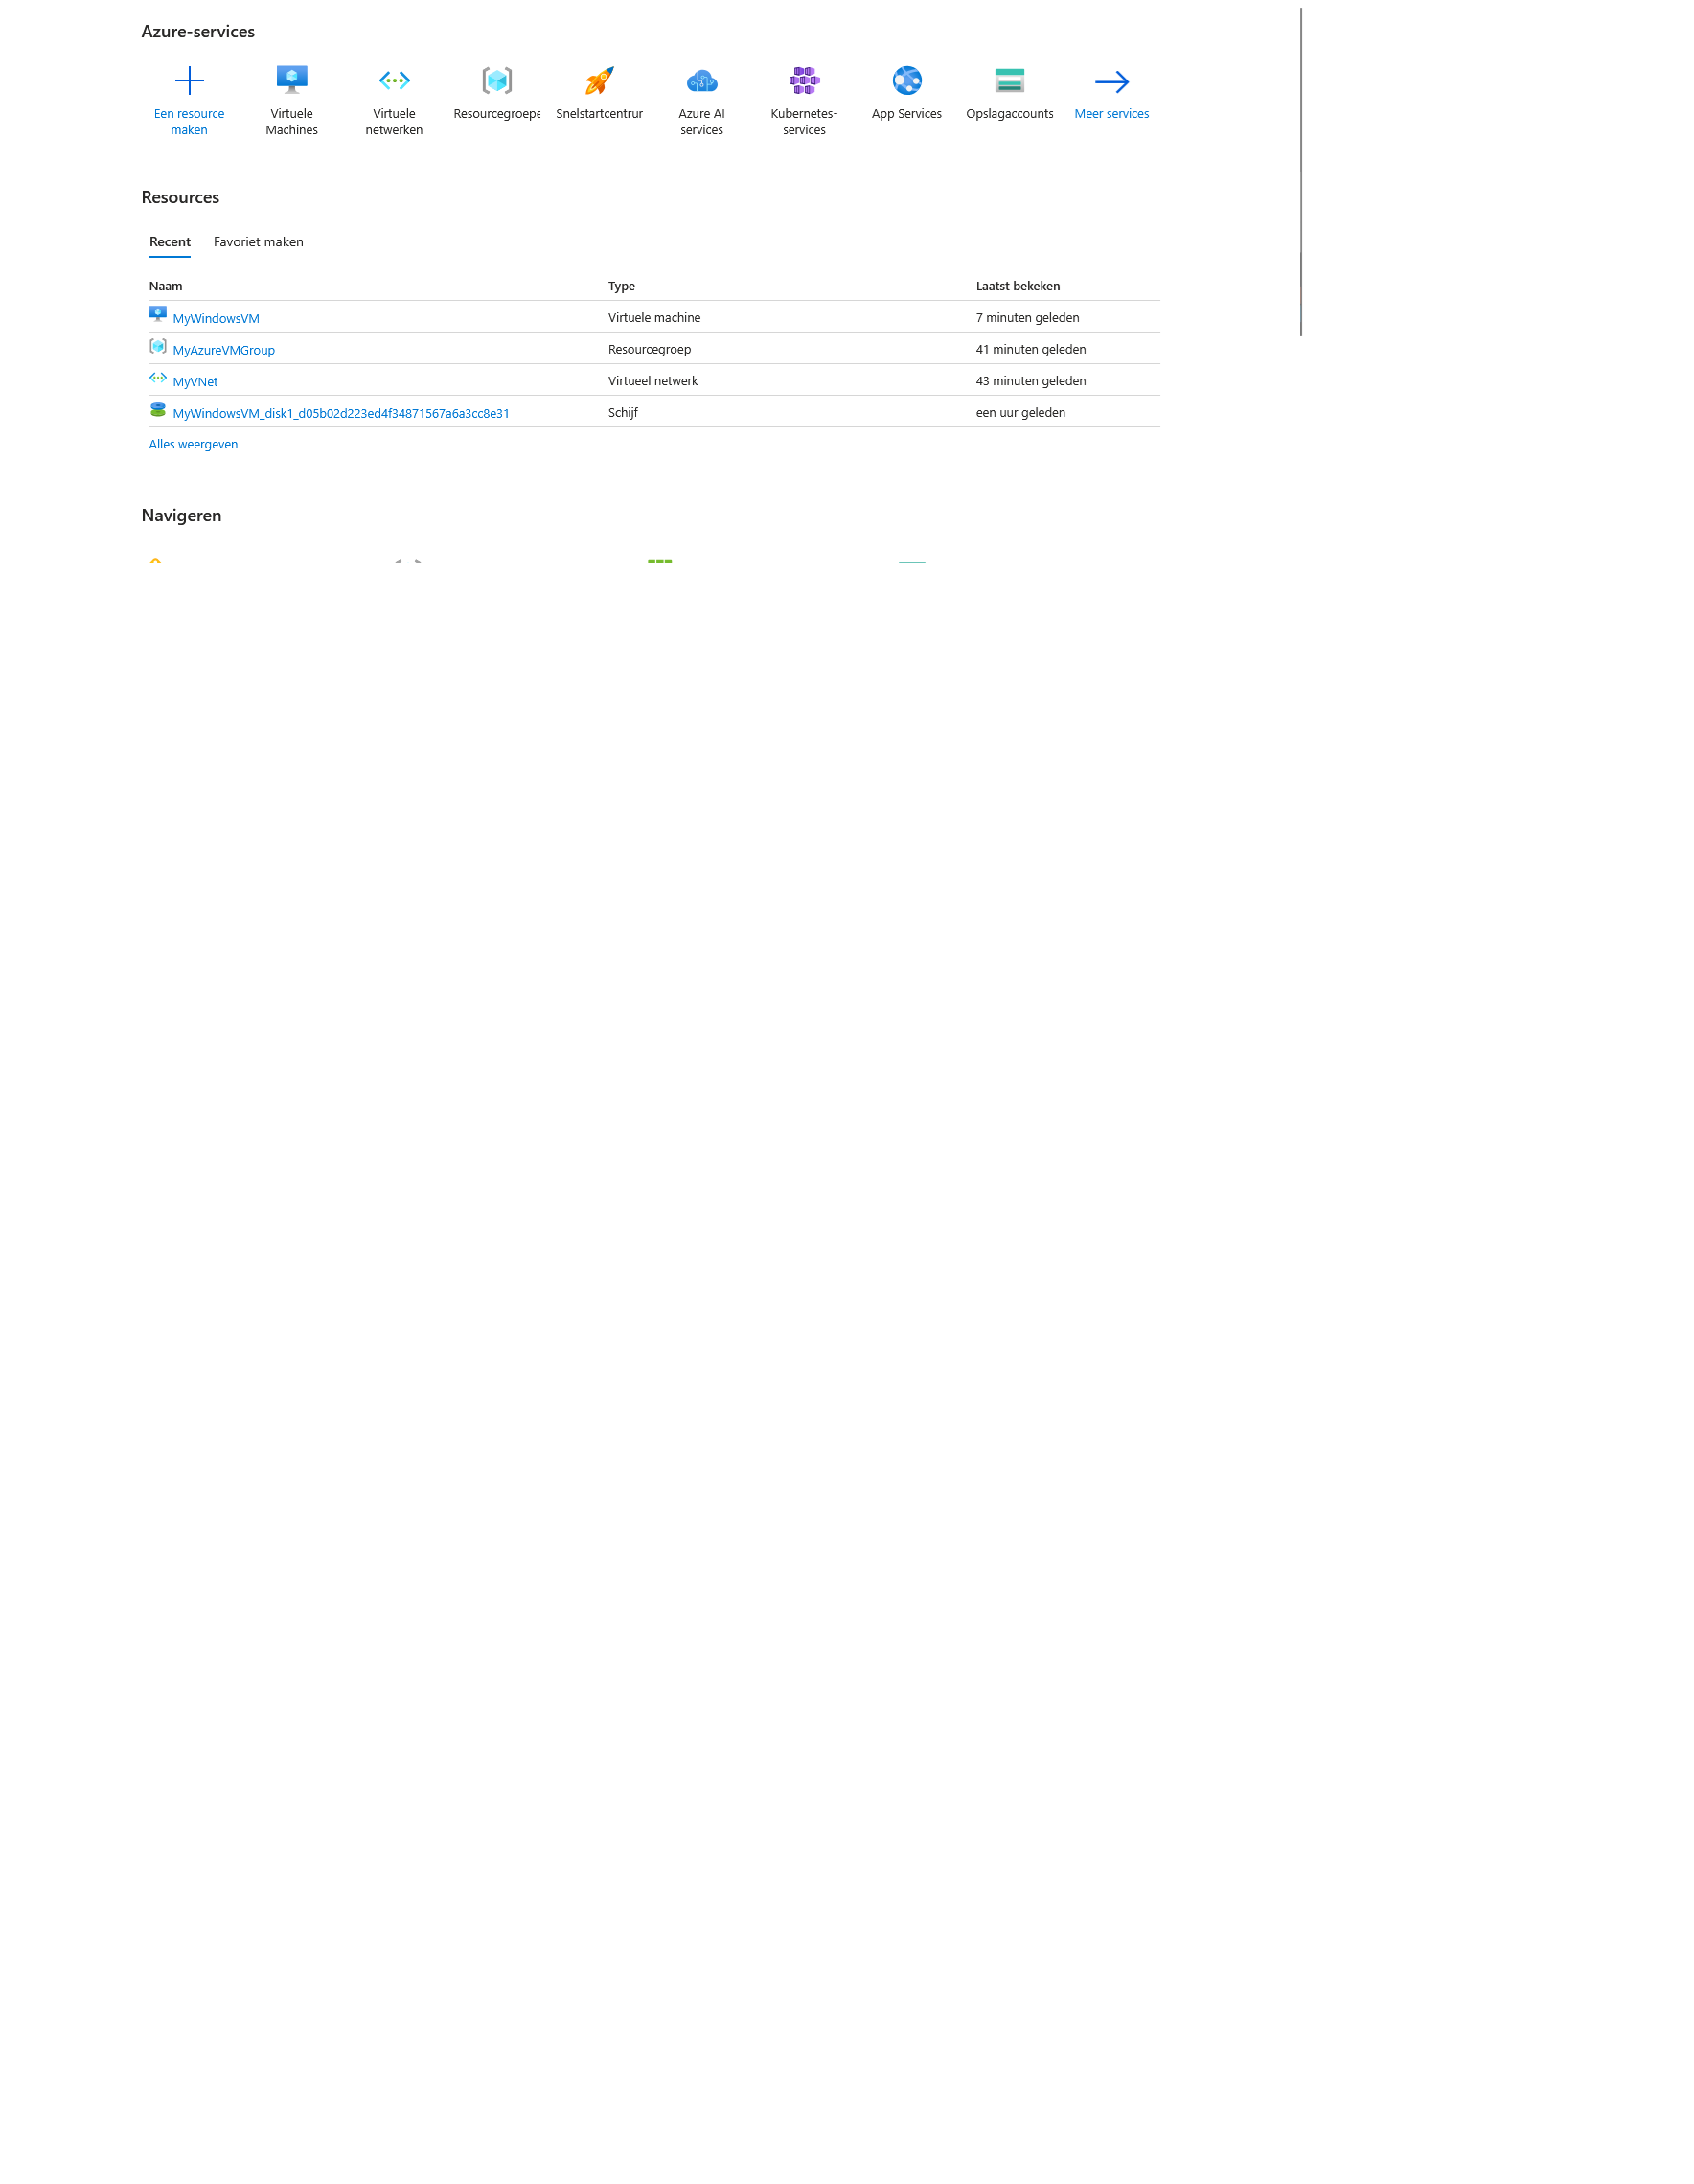 Azure-services
Een resource
maken
Virtuele
Machines
Virtuele
netwerken
Resourcegroepe
Snelstartcentrur
Azure AI
services
Kubernetes-
services
App Services
Opslagaccounts
Meer services
Resources
Recent Favoriet maken
Naam Type Laatst bekeken
MyWindowsVM Virtuele machine 7 minuten geleden
MyAzureVMGroup Resourcegroep 41 minuten geleden
MyVNet Virtueel netwerk 43 minuten geleden
MyWindowsVM_disk1_d05b02d223ed4f34871567a6a3cc8e31 Schijf een uur geleden
Alles weergeven
Navigeren